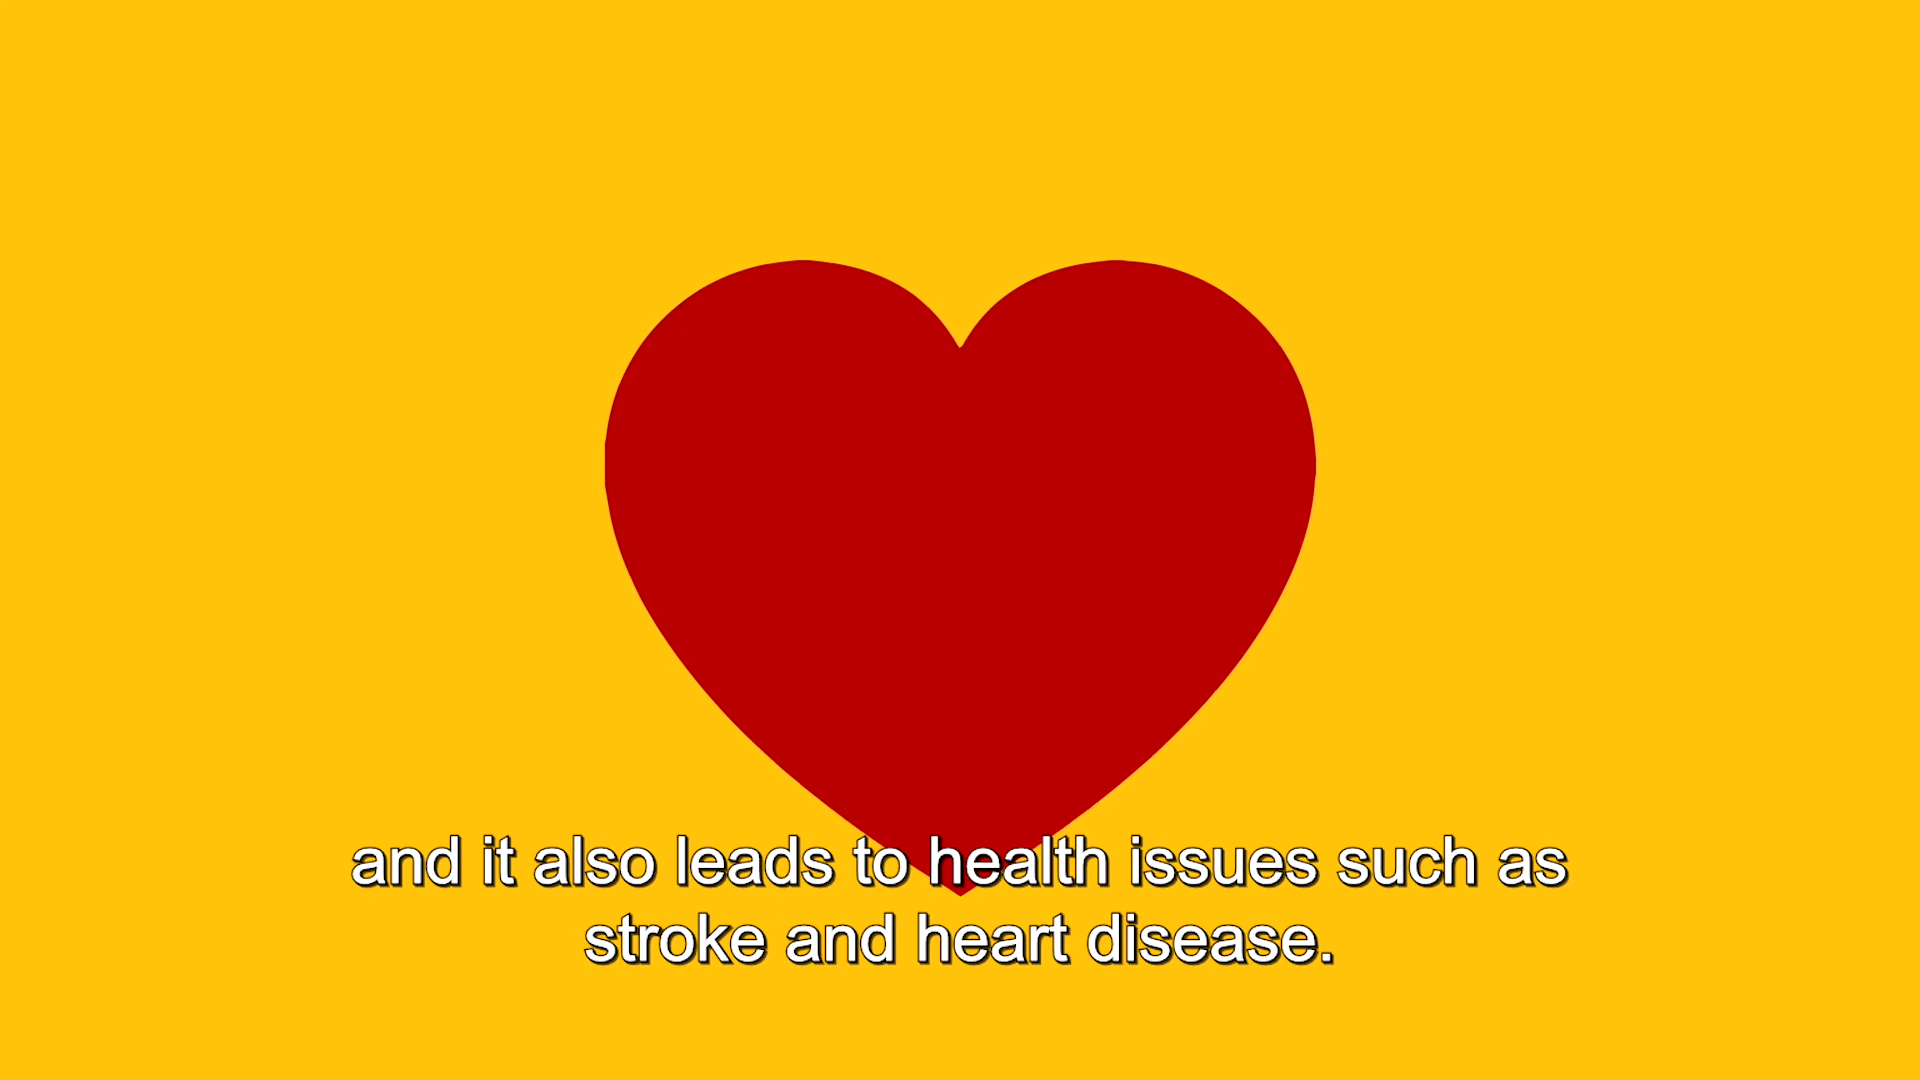 and it also leads to health issues such as
stroke and heart disease.